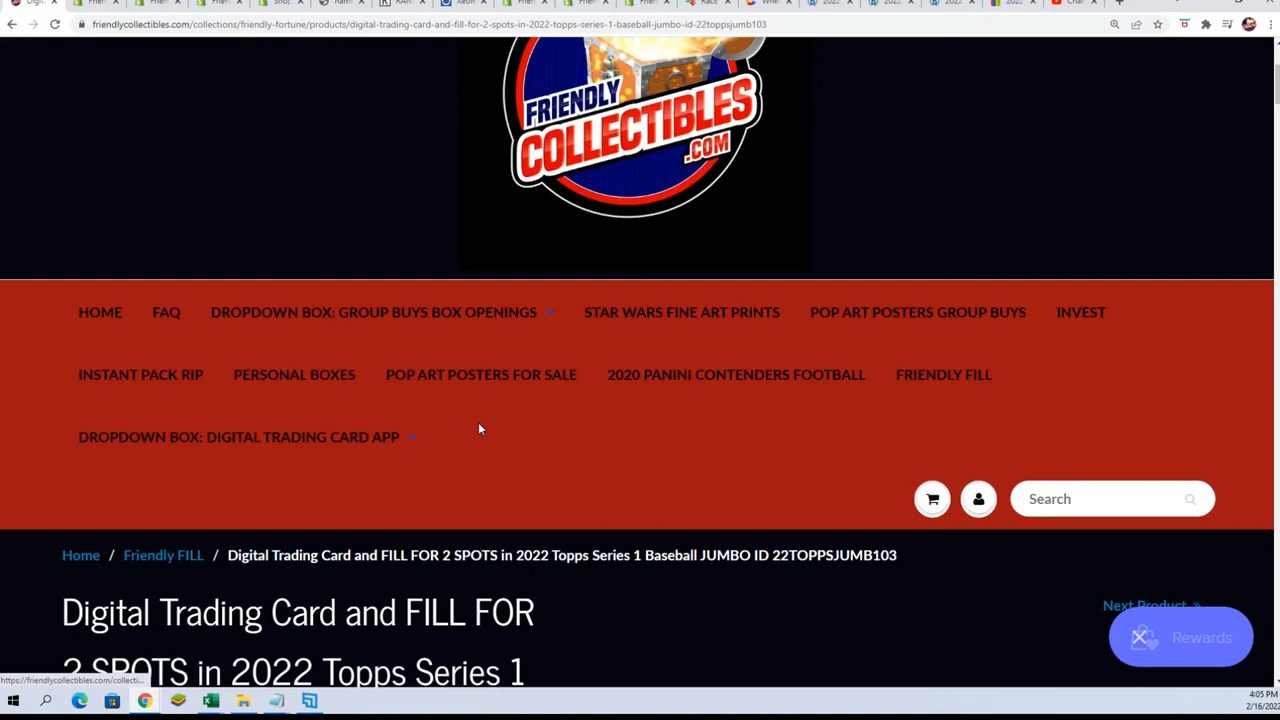 friendlycollectibles.com/collections/friendly-fortune/products/digital-trading-card-and-fill-for-2-spots-in-2022-topps-series-1-baseball-jumbo-id-22toppsjumb103
FRIENDLY
COLLECTIBLES
.COM
HOME FAQ DROPDOWN BOX: GROUP BUYS BOX OPENINGS STAR WARS FINE ART PRINTS POP ART POSTERS GROUP BUYS INVEST
INSTANT PACK RIP PERSONAL BOXES POP ART POSTERS FOR SALE 2020 PANINI CONTENDERS FOOTBALL FRIENDLY FILL
DROPDOWN BOX: DIGITAL TRADING CARD APP
Search
Home / Friendly FILL / Digital Trading Card and FILL FOR 2 SPOTS in 2022 Topps Series 1 Baseball JUMBO ID 22TOPPSJUMB103
Digital Trading Card and FILL FOR
2 SPOTS in 2022 Topps Series 1
Next Product »
Rewards
https://friendlycollectibles.com/collecti...
4:05 PM
2/16/2022